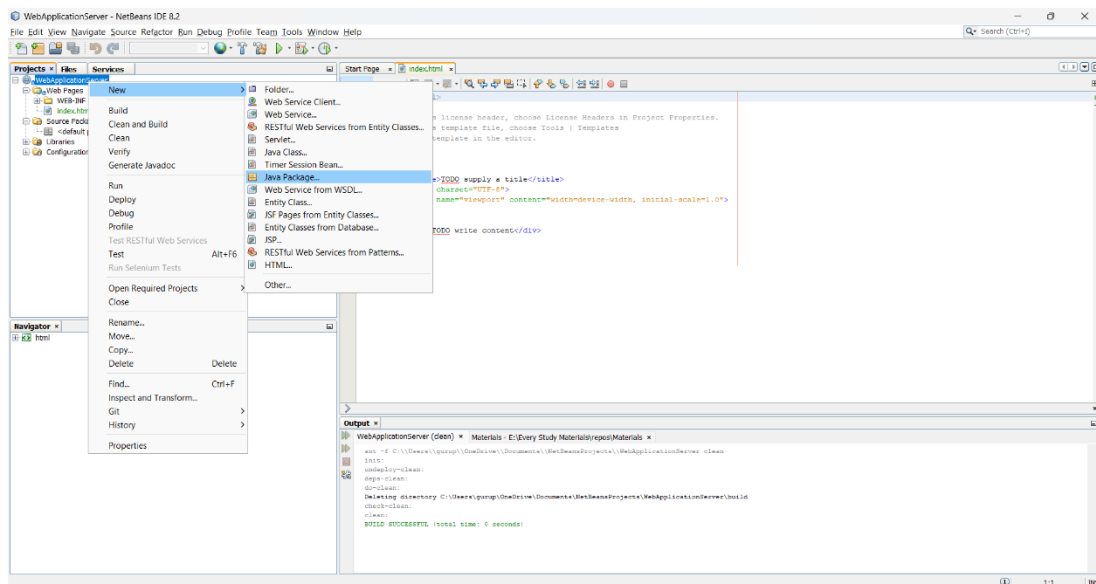 WebApplicationServer - NetBeans IDE 8.2
File Edit View Navigate Source Refactor Run Debug Profile Team Tools Window Help
Search (Ctrl+I)
Projects × Files Services
WebApplicationServer
Web Pages
WEB-INF
index.htm
Source Packa
<default p
Libraries
Configuration
New
Build
Clean and Build
Clean
Verify
Generate Javadoc
Run
Deploy
Debug
Profile
Test RESTful Web Services
Test Alt+F6
Run Selenium Tests
Open Required Projects
Close
Rename...
Move...
Copy...
Delete Delete
Find... Ctrl+F
Inspect and Transform...
Git
History
Properties
Folder...
Web Service Client...
Web Service...
RESTful Web Services from Entity Classes...
Servlet...
Java Class...
Timer Session Bean...
Java Package...
Web Service from WSDL...
Entity Class...
JSF Pages from Entity Classes...
Entity Classes from Database...
JSP...
RESTful Web Services from Patterns...
HTML...
Other...
Start Page × index.html ×
l>
s license header, choose License Headers in Project Properties.
s template file, choose Tools | Templates
template in the editor.
e>TODO supply a title</title>
charset="UTF-8">
name="viewport" content="width=device-width, initial-scale=1.0">
TODO write content</div>
Navigator ×
html
Output ×
WebApplicationServer (clean) × Materials - E:\Every Study Materials\repos\Materials ×
ant -f C:\\Users\\gurup\\OneDrive\\Documents\\NetBeansProjects\\WebApplicationServer clean
init:
undeploy-clean:
deps-clean:
do-clean:
Deleting directory C:\Users\gurup\OneDrive\Documents\NetBeansProjects\WebApplicationServer\build
check-clean:
clean:
BUILD SUCCESSFUL (total time: 0 seconds)
1:1